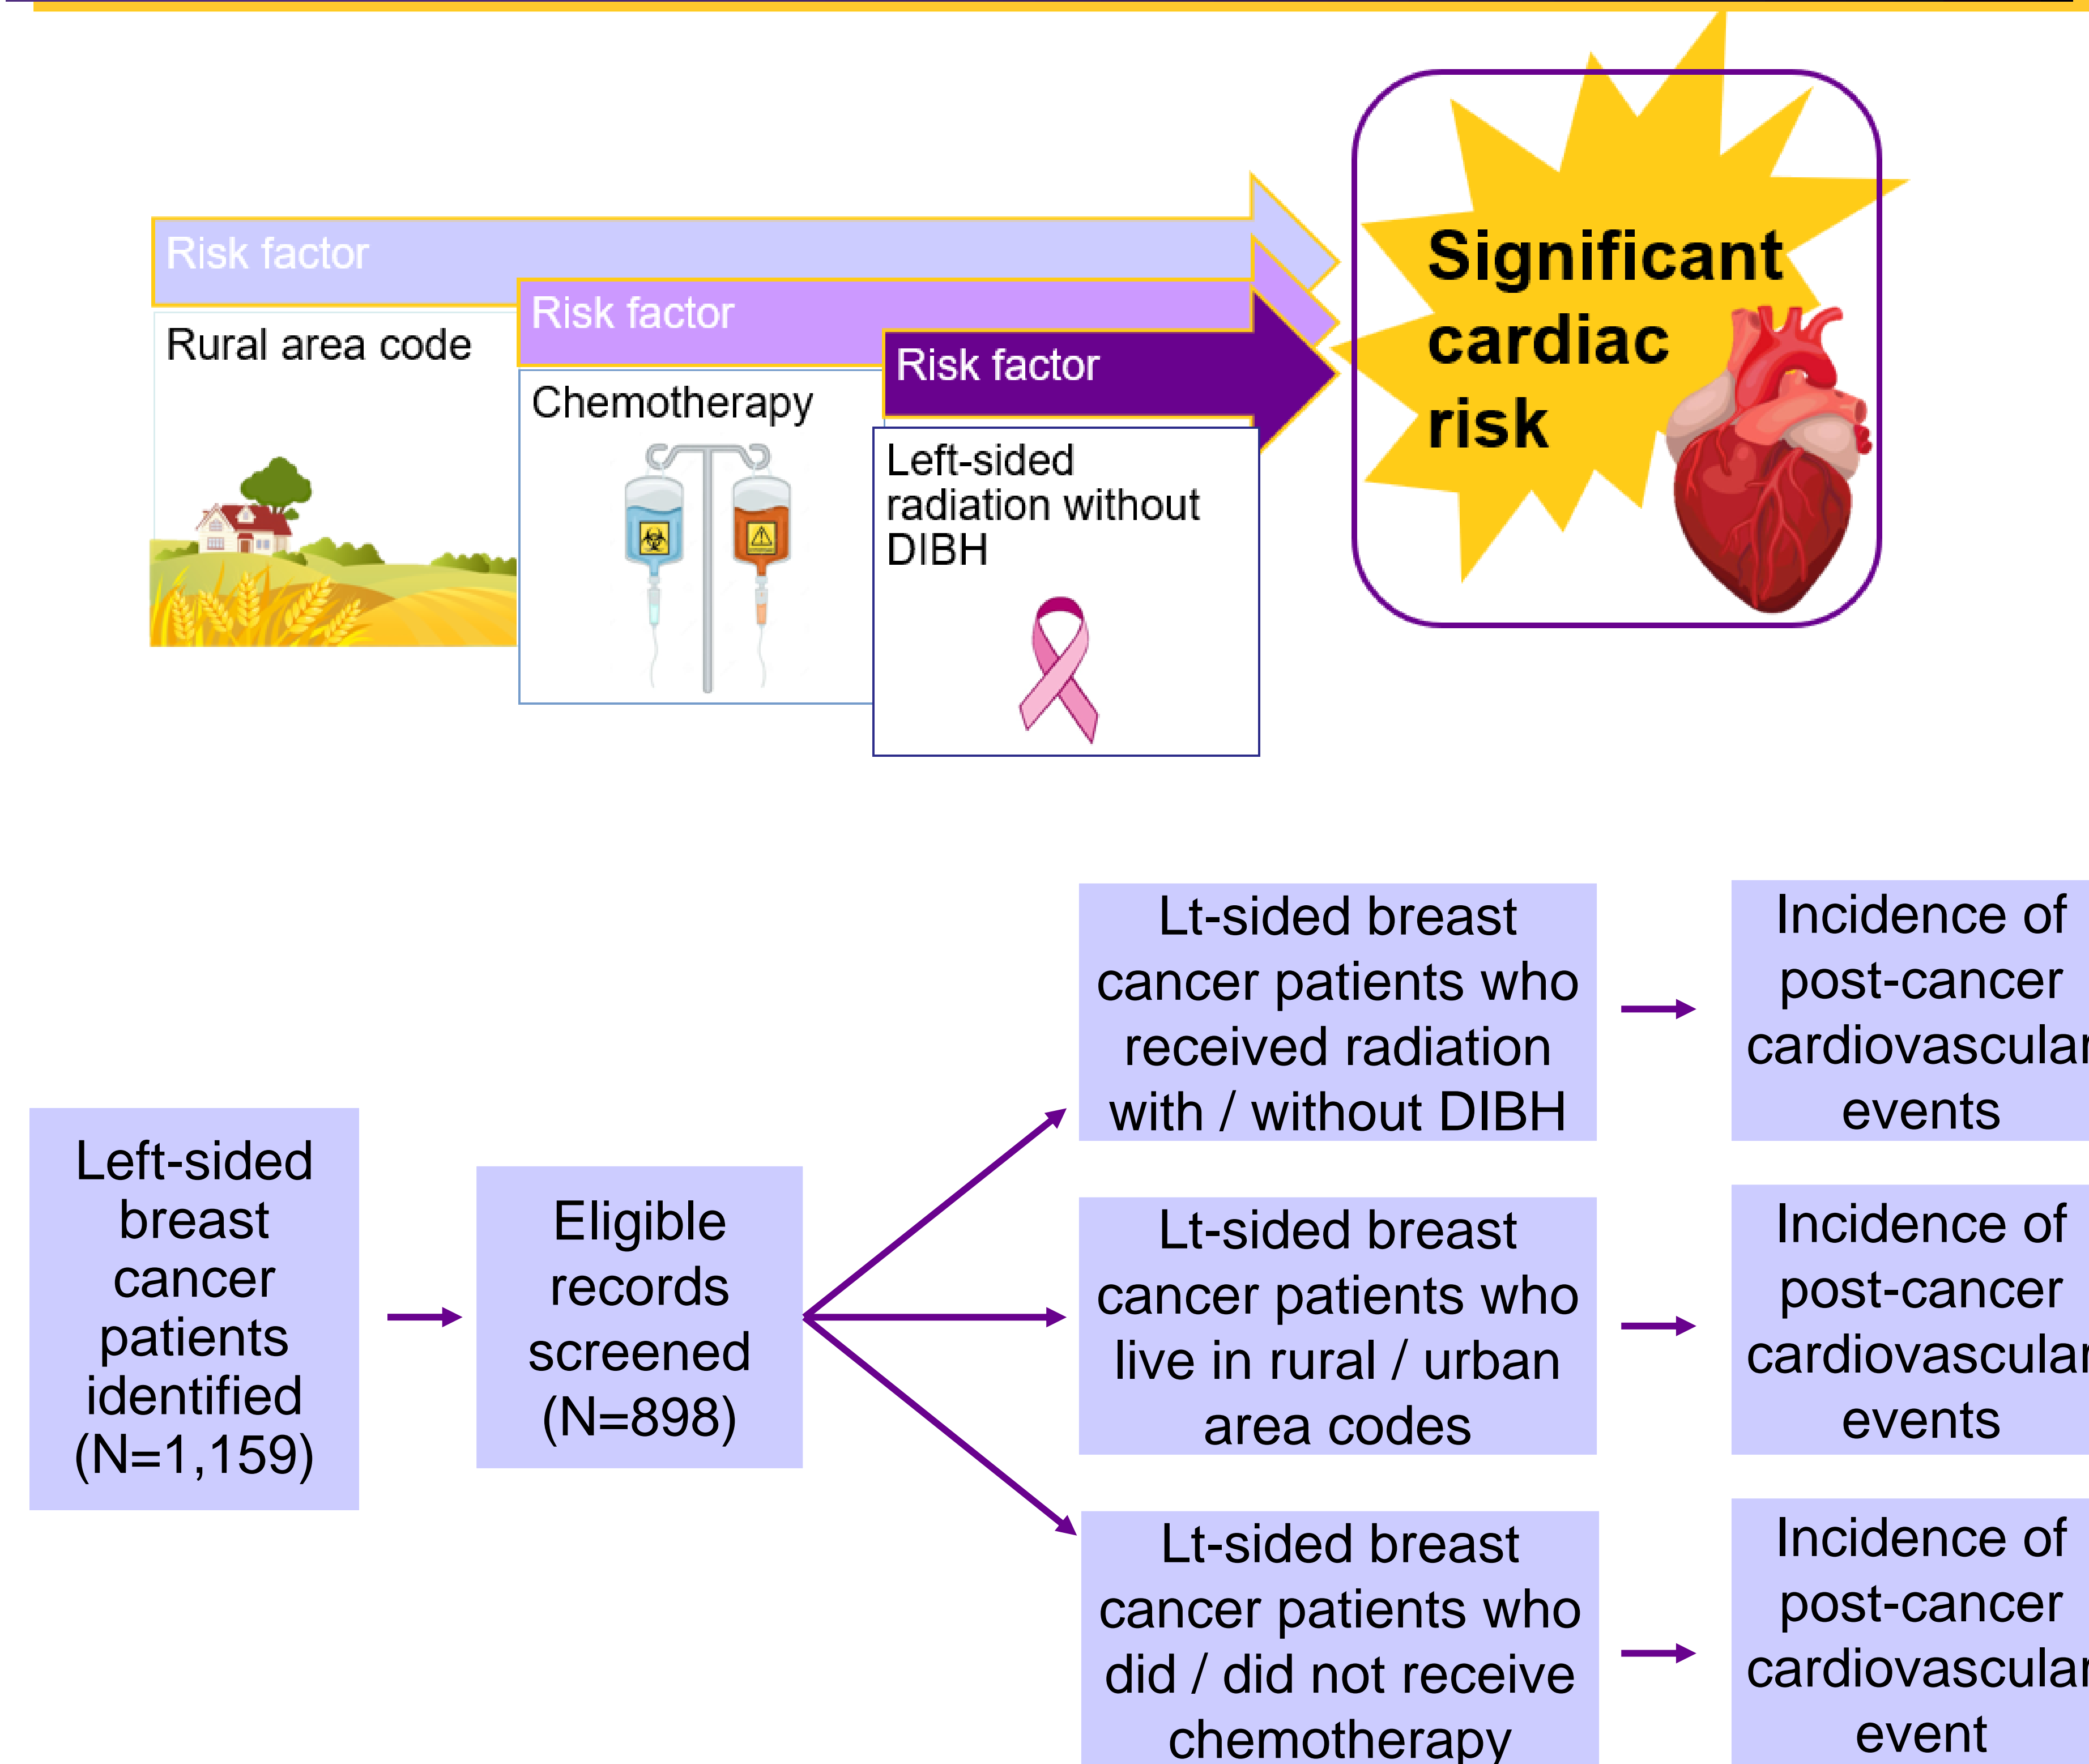 Risk factor
Rural area code
Risk factor
Chemotherapy
Risk factor
Left-sided
radiation without
DIBH
Significant
cardiac
risk
Left-sided
breast
cancer
patients
identified
(N=1,159)
Eligible
records
screened
(N=898)
Lt-sided breast
cancer patients who
received radiation
with / without DIBH
Incidence of
post-cancer
cardiovascular
events
Lt-sided breast
cancer patients who
live in rural / urban
area codes
Incidence of
post-cancer
cardiovascular
events
Lt-sided breast
cancer patients who
did / did not receive
chemotherapy
Incidence of
post-cancer
cardiovascular
event